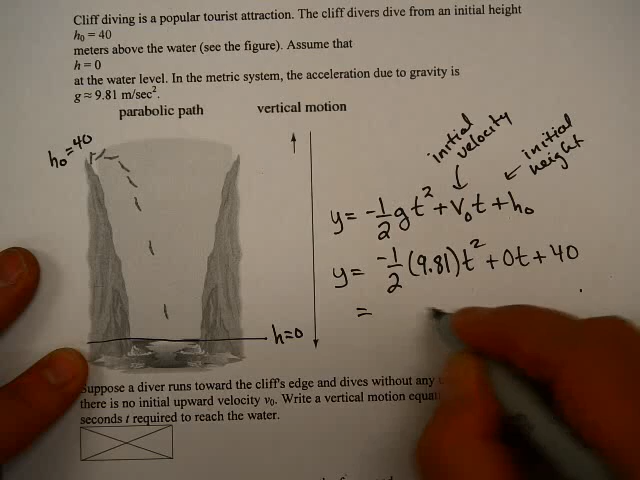 Cliff diving is a popular tourist attraction. The cliff divers dive from an initial height
h₀ = 40
meters above the water (see the figure). Assume that
h = 0
at the water level. In the metric system, the acceleration due to gravity is
g ≈ 9.81 m/sec².
parabolic path vertical motion
h₀=40
initial velocity
initial height
y = -1/2 gt² + v₀t + h₀
y = -1/2 (9.81)t² + 0t + 40
=
h=0
Suppose a diver runs toward the cliff's edge and dives without any
there is no initial upward velocity v₀. Write a vertical motion
seconds t required to reach the water.